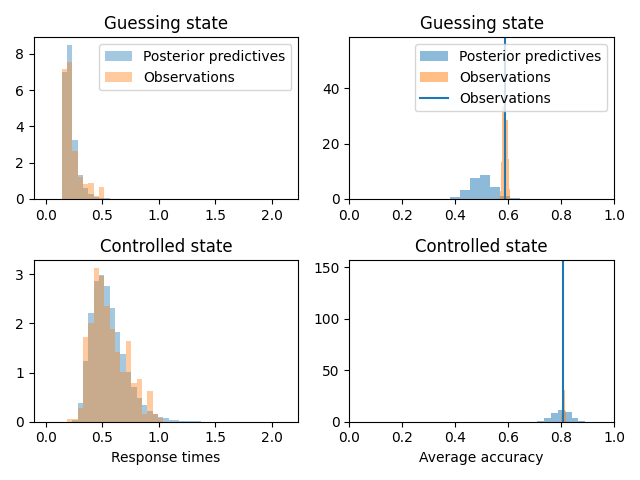 Guessing state
8
6
4
2
0
Posterior predictives
Observations
0.0 0.5 1.0 1.5 2.0
Guessing state
40
20
0
Posterior predictives
Observations
Observations
0.0 0.2 0.4 0.6 0.8 1.0
Controlled state
3
2
1
0
0.0 0.5 1.0 1.5 2.0
Response times
Controlled state
150
100
50
0
0.0 0.2 0.4 0.6 0.8 1.0
Average accuracy